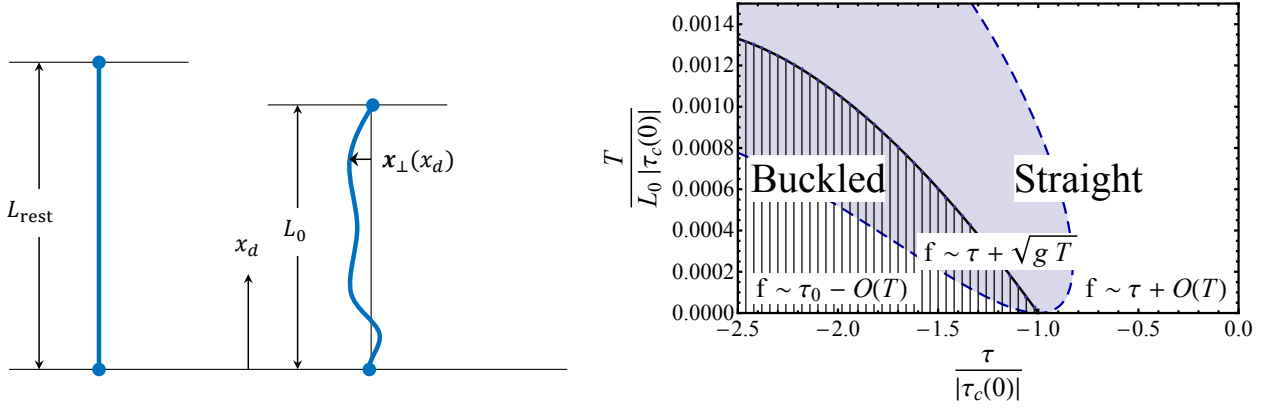 L_rest
x_d
L_0
x_⊥(x_d)
T
L_0 |τ_c(0)|
0.0014
0.0012
0.0010
0.0008
0.0006
0.0004
0.0002
0.0000
Buckled
Straight
f ~ τ + √g T
f ~ τ_0 − O(T)
f ~ τ + O(T)
-2.5
-2.0
-1.5
-1.0
-0.5
0.0
τ
|τ_c(0)|